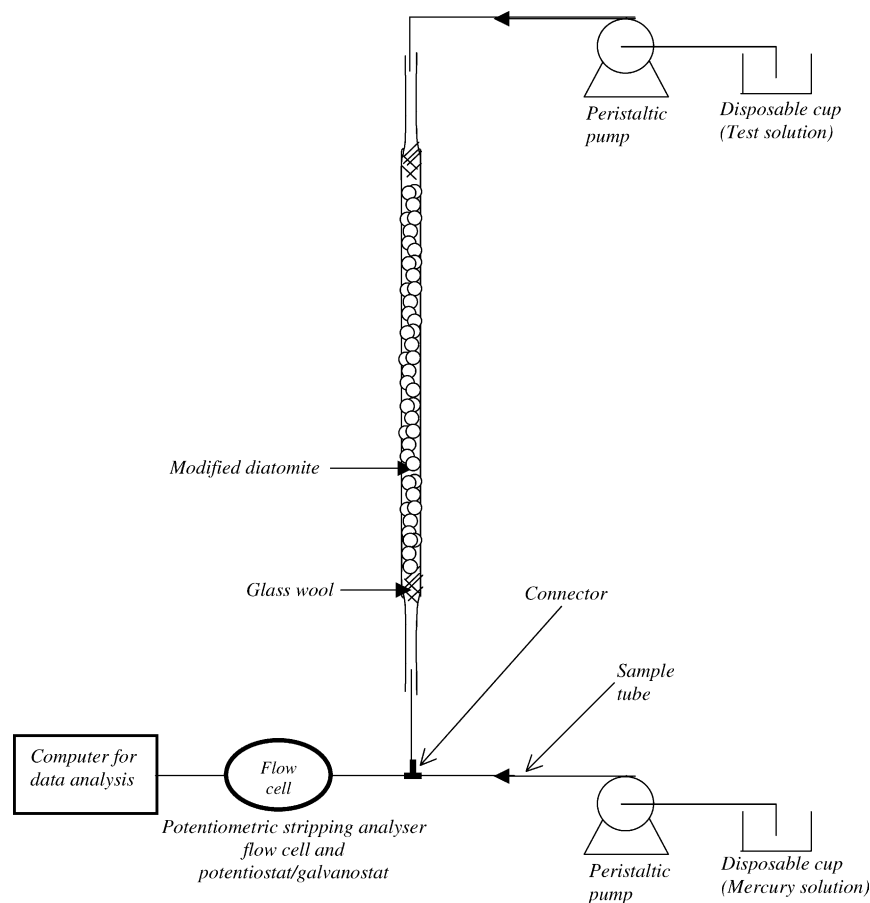 Peristaltic
pump
Disposable cup
(Test solution)
Modified diatomite
Glass wool
Connector
Sample
tube
Computer for
data analysis
Flow
cell
Potentiometric stripping analyser
flow cell and
potentiostat/galvanostat
Peristaltic
pump
Disposable cup
(Mercury solution)